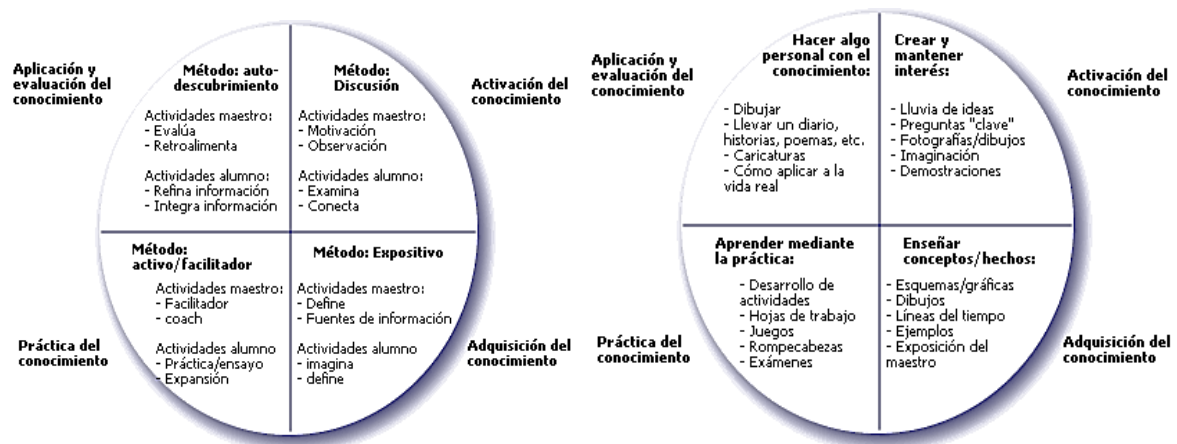 Aplicación y
evaluación del
conocimiento
Método: auto-
descubrimiento
Actividades maestro:
- Evalúa
- Retroalimenta
Actividades alumno:
- Refina información
- Integra información
Método:
Discusión
Actividades maestro:
- Motivación
- Observación
Actividades alumno:
- Examina
- Conecta
Activación del
conocimiento
Práctica del
conocimiento
Método:
activo/facilitador
Actividades maestro:
- Facilitador
- coach
Actividades alumno
- Práctica/ensayo
- Expansión
Método: Expositivo
Actividades maestro:
- Define
- Fuentes de información
Actividades alumno
- imagina
- define
Adquisición del
conocimiento
Aplicación y
evaluación del
conocimiento
Hacer algo
personal con el
conocimiento:
- Dibujar
- Llevar un diario,
historias, poemas, etc.
- Caricaturas
- Cómo aplicar a la
vida real
Crear y
mantener
interés:
- Lluvia de ideas
- Preguntas "clave"
- Fotografías/dibujos
- Imaginación
- Demostraciones
Activación del
conocimiento
Práctica del
conocimiento
Aprender mediante
la práctica:
- Desarrollo de
actividades
- Hojas de trabajo
- Juegos
- Rompecabezas
- Exámenes
Enseñar
conceptos/hechos:
- Esquemas/gráficas
- Dibujos
- Líneas del tiempo
- Ejemplos
- Exposición del
maestro
Adquisición del
conocimiento